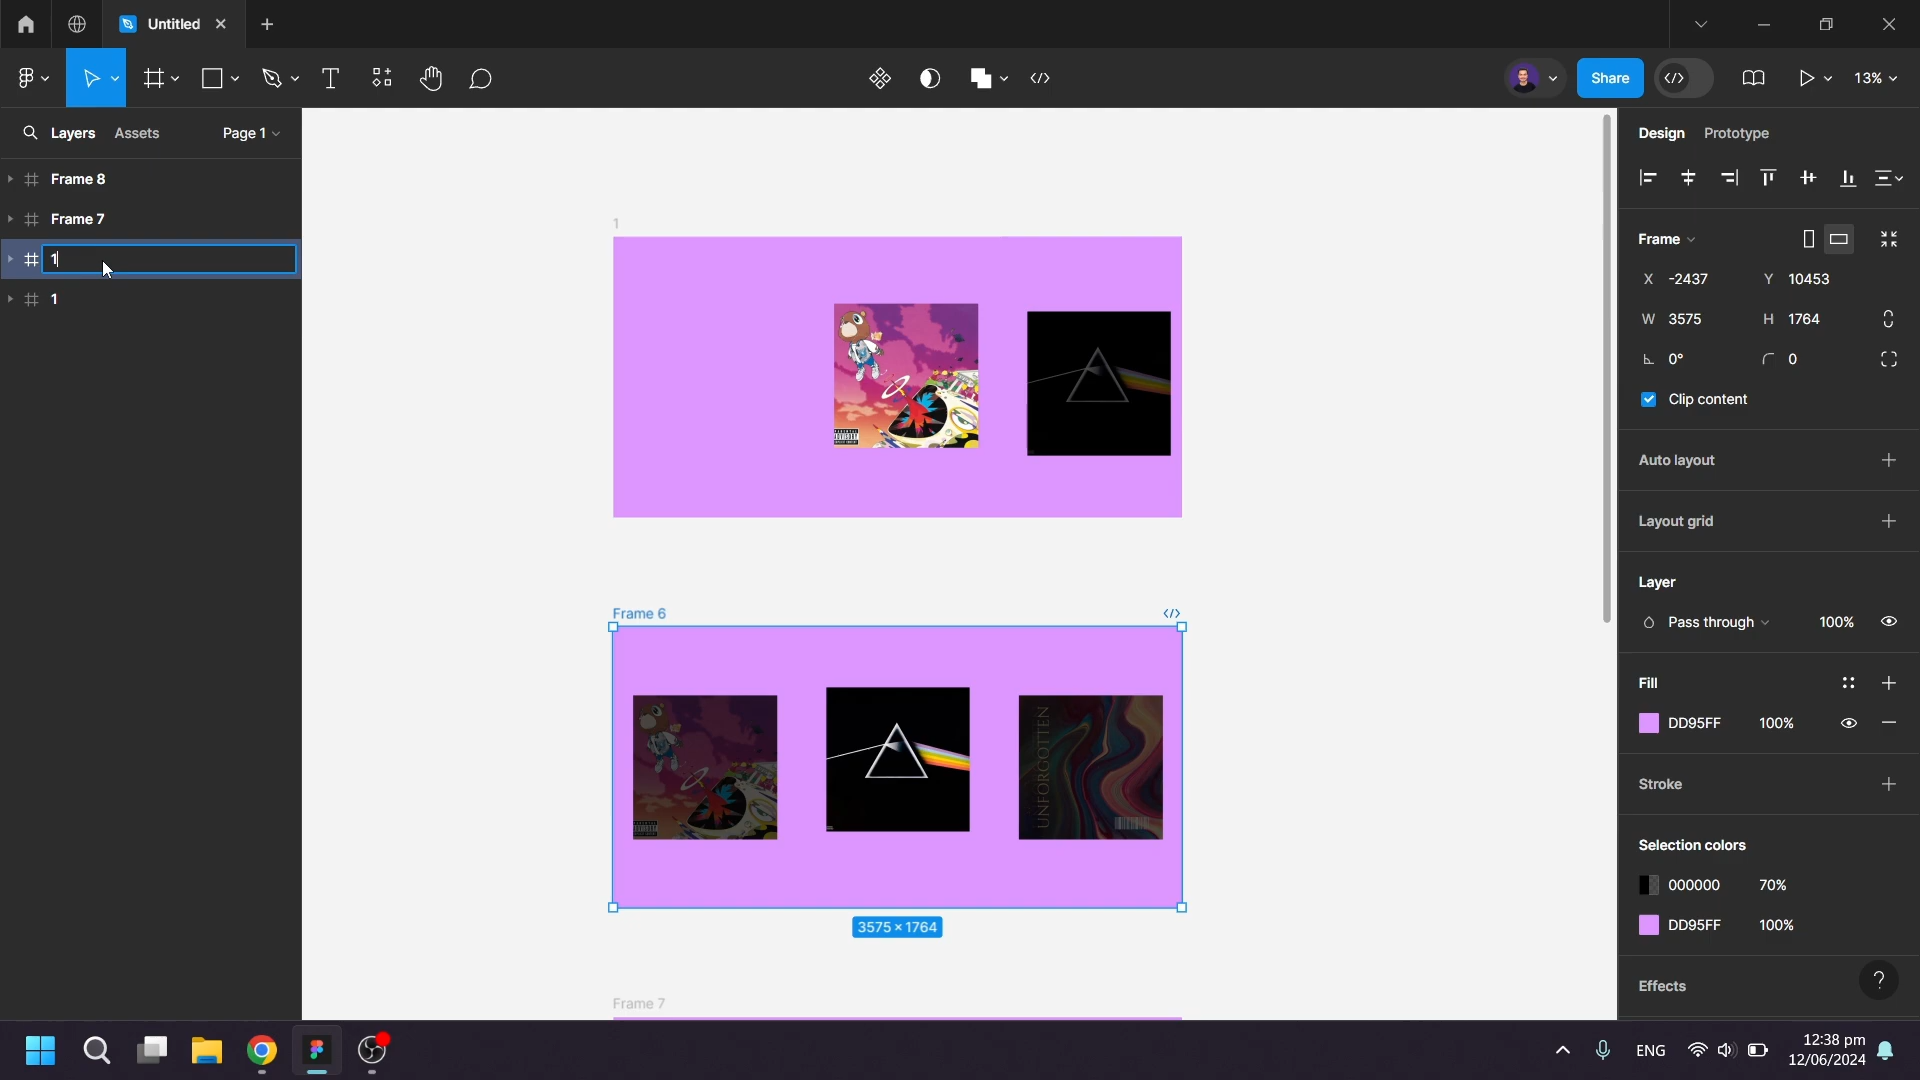 Untitled
Share
13%
Layers Assets Page 1
Frame 8
Frame 7
1
1
1
Frame 6
UNFORGOTTEN
3575 × 1764
Frame 7
Design Prototype
Frame
X -2437 Y 10453
W 3575 H 1764
0° 0
Clip content
Auto layout
Layout grid
Layer
Pass through 100%
Fill
DD95FF 100%
Stroke
Selection colors
000000 70%
DD95FF 100%
Effects
?
ENG
12:38 pm
12/06/2024